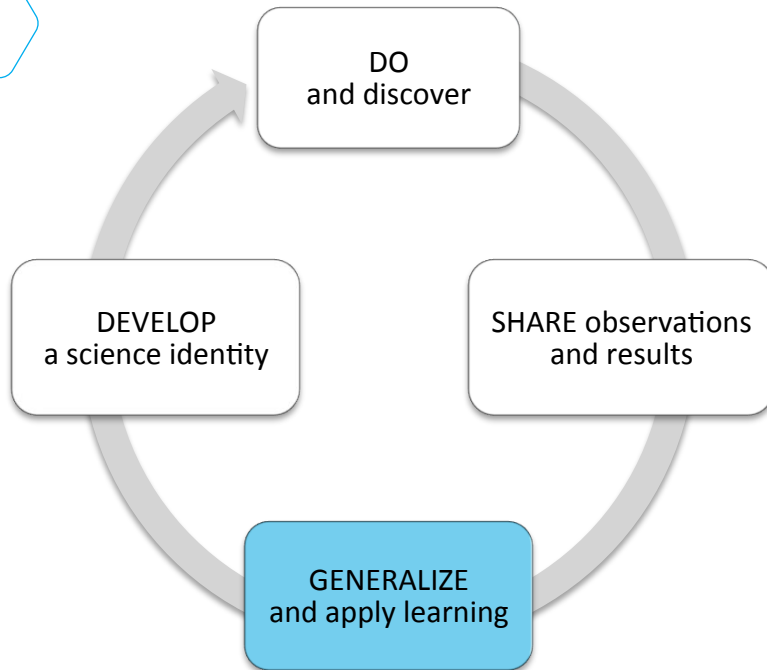 DO
and discover
SHARE observations
and results
GENERALIZE
and apply learning
DEVELOP
a science identity